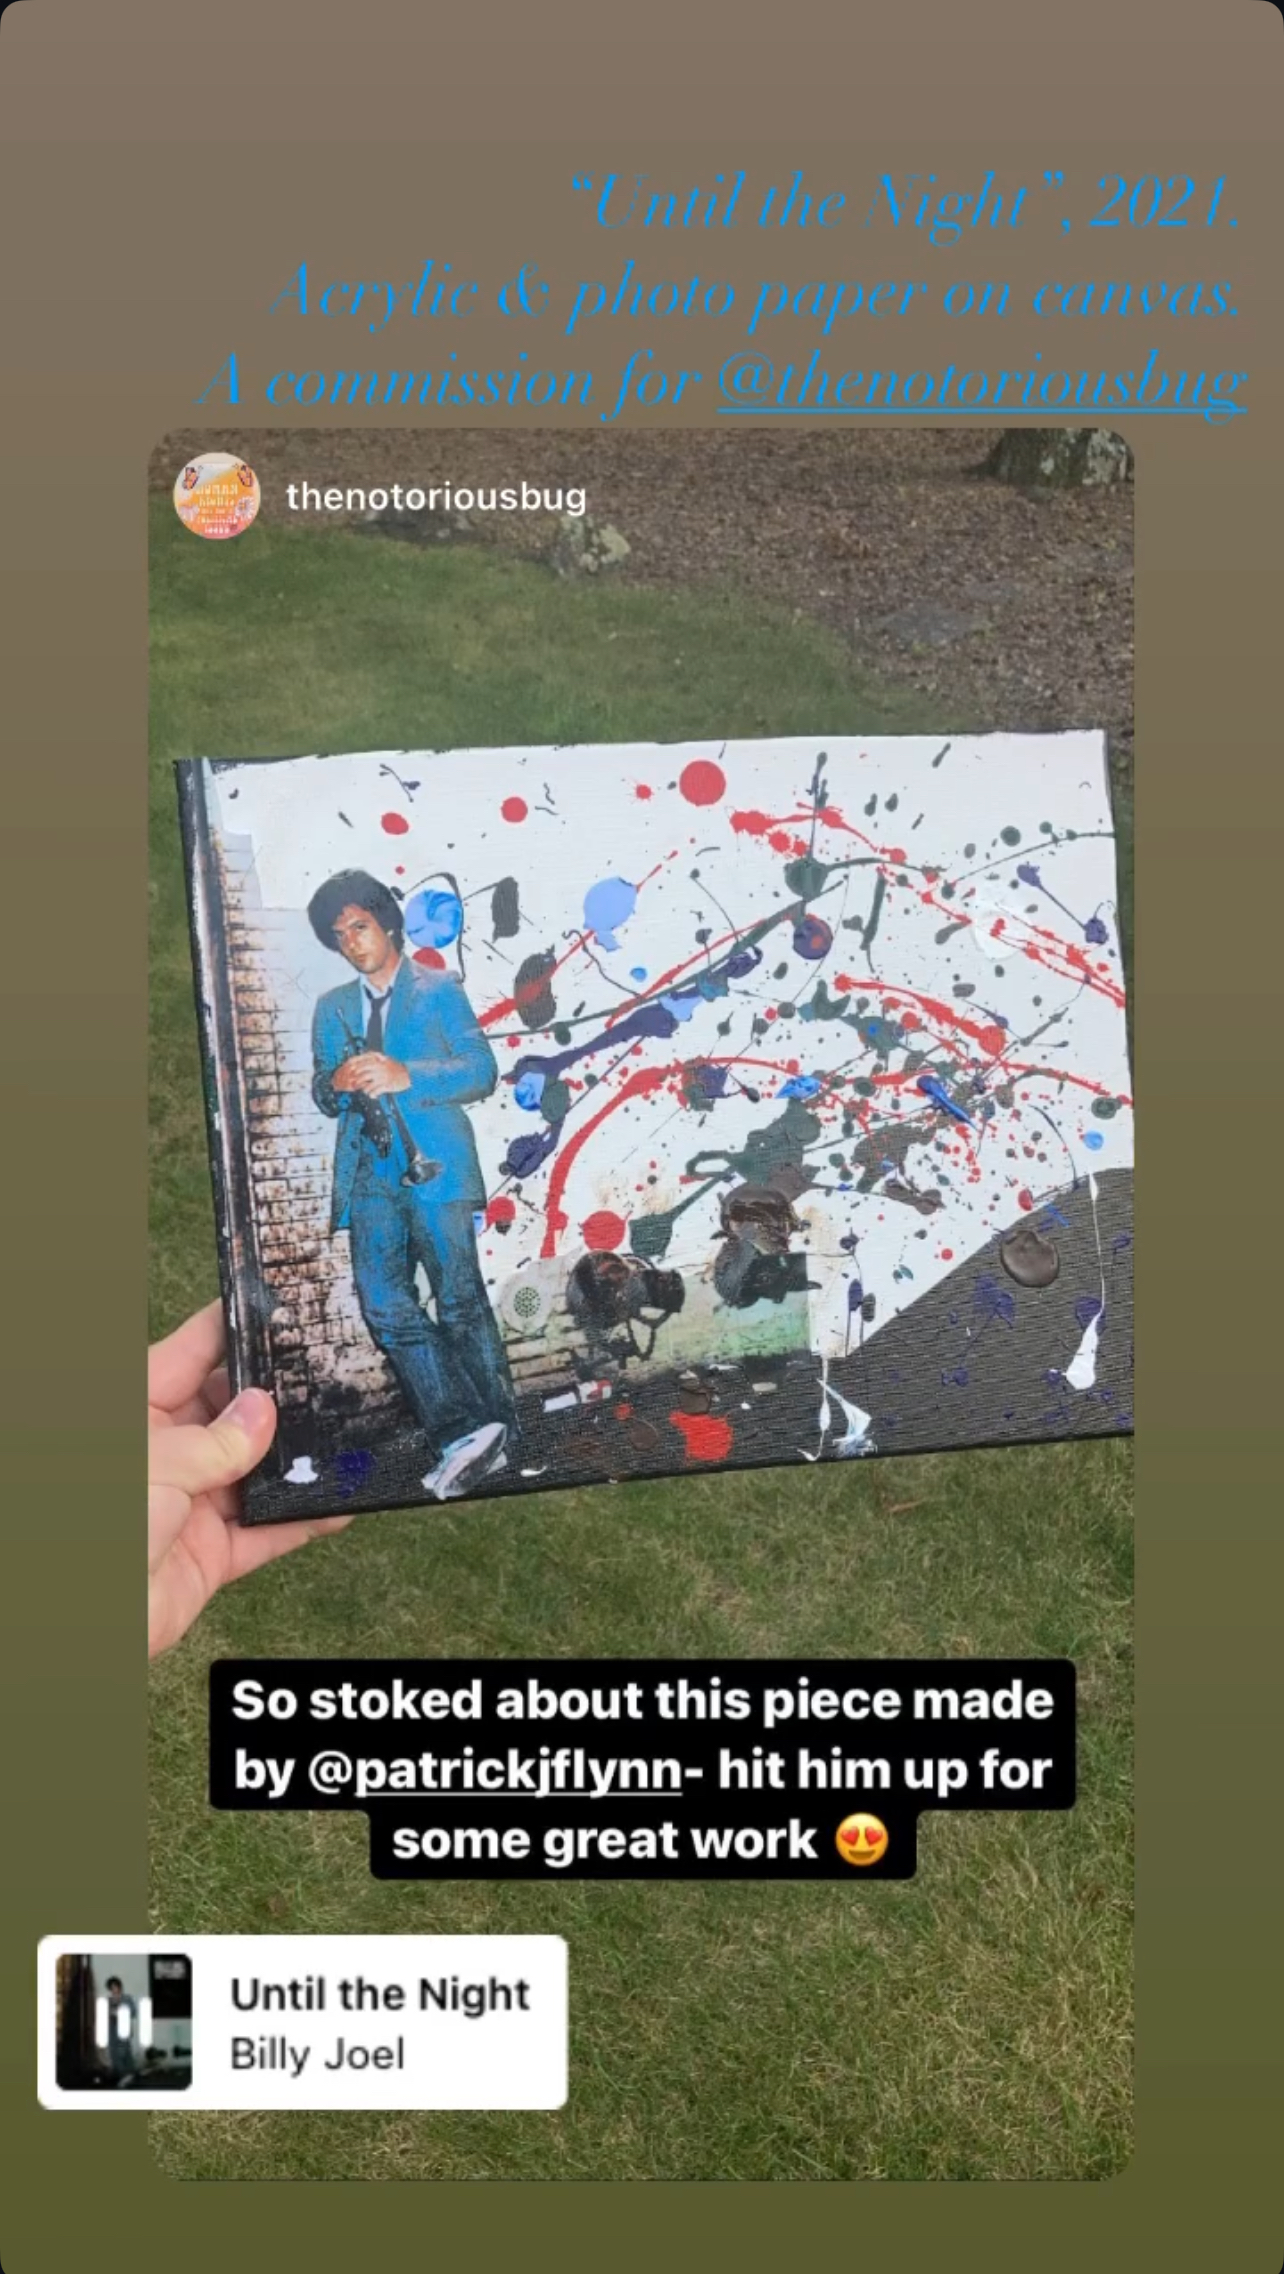 “Until the Night”, 2021.
Acrylic & photo paper on canvas.
A commission for @thenotoriousbug
thenotoriousbug
So stoked about this piece made
by @patrickjflynn- hit him up for
some great work 😍
Until the Night
Billy Joel